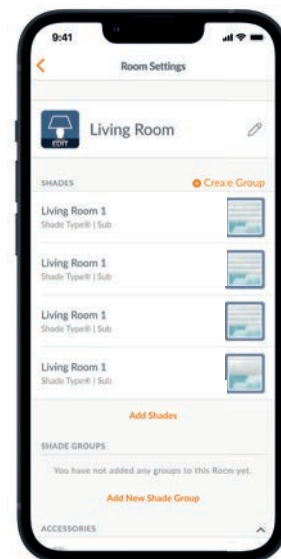 9:41
Room Settings
EDIT
Living Room
SHADES
Create Group
Living Room 1
Shade Type® | Sub
Living Room 1
Shade Type® | Sub
Living Room 1
Shade Type® | Sub
Living Room 1
Shade Type® | Sub
Add Shades
SHADE GROUPS
You have not added any groups to this Room yet.
Add New Shade Group
ACCESSORIES